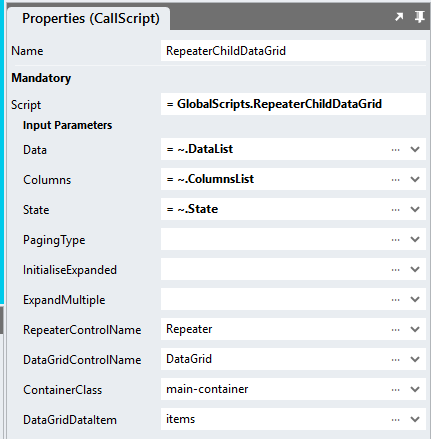 Properties (CallScript)
Name RepeaterChildDataGrid
Mandatory
Script = GlobalScripts.RepeaterChildDataGrid
Input Parameters
Data = ~.DataList ...
Columns = ~.ColumnsList ...
State = ~.State ...
PagingType ...
InitialiseExpanded ...
ExpandMultiple ...
RepeaterControlName Repeater ...
DataGridControlName DataGrid ...
ContainerClass main-container ...
DataGridDataItem items ...